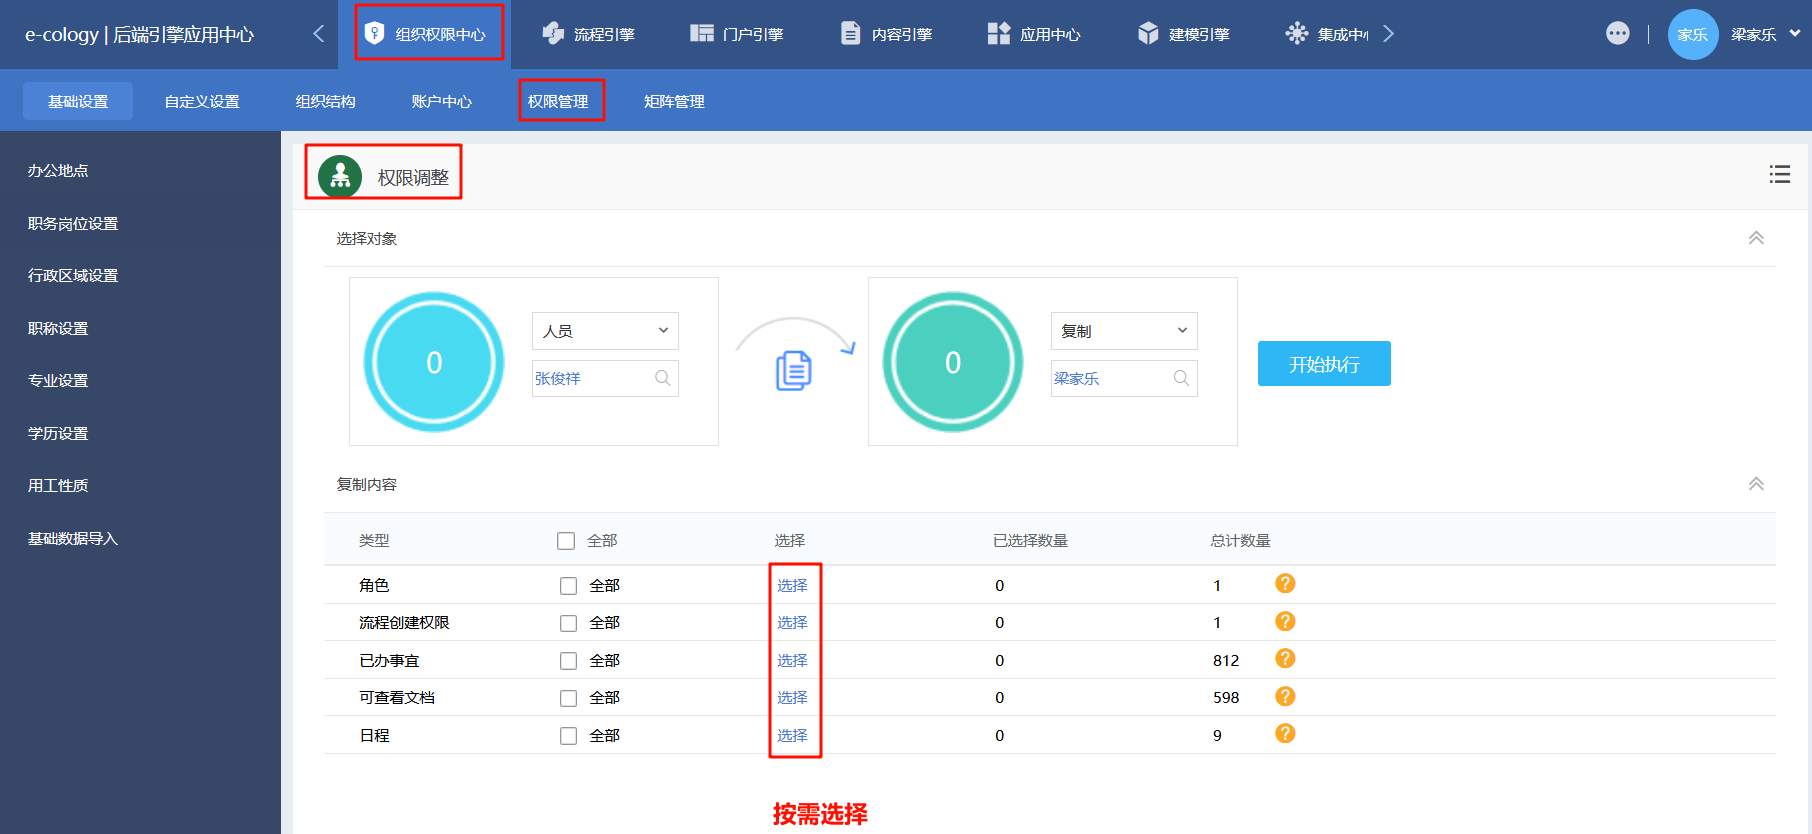 e-cology | 后端引擎应用中心
组织权限中心
流程引擎
门户引擎
内容引擎
应用中心
建模引擎
集成中
家乐
梁家乐
基础设置
自定义设置
组织结构
账户中心
权限管理
矩阵管理
办公地点
职务岗位设置
行政区域设置
职称设置
专业设置
学历设置
用工性质
基础数据导入
权限调整
选择对象
0
人员
张俊祥
0
复制
梁家乐
开始执行
复制内容
类型 全部 选择 已选择数量 总计数量
角色 全部 选择 0 1 ?
流程创建权限 全部 选择 0 1 ?
已办事宜 全部 选择 0 812 ?
可查看文档 全部 选择 0 598 ?
日程 全部 选择 0 9 ?
按需选择